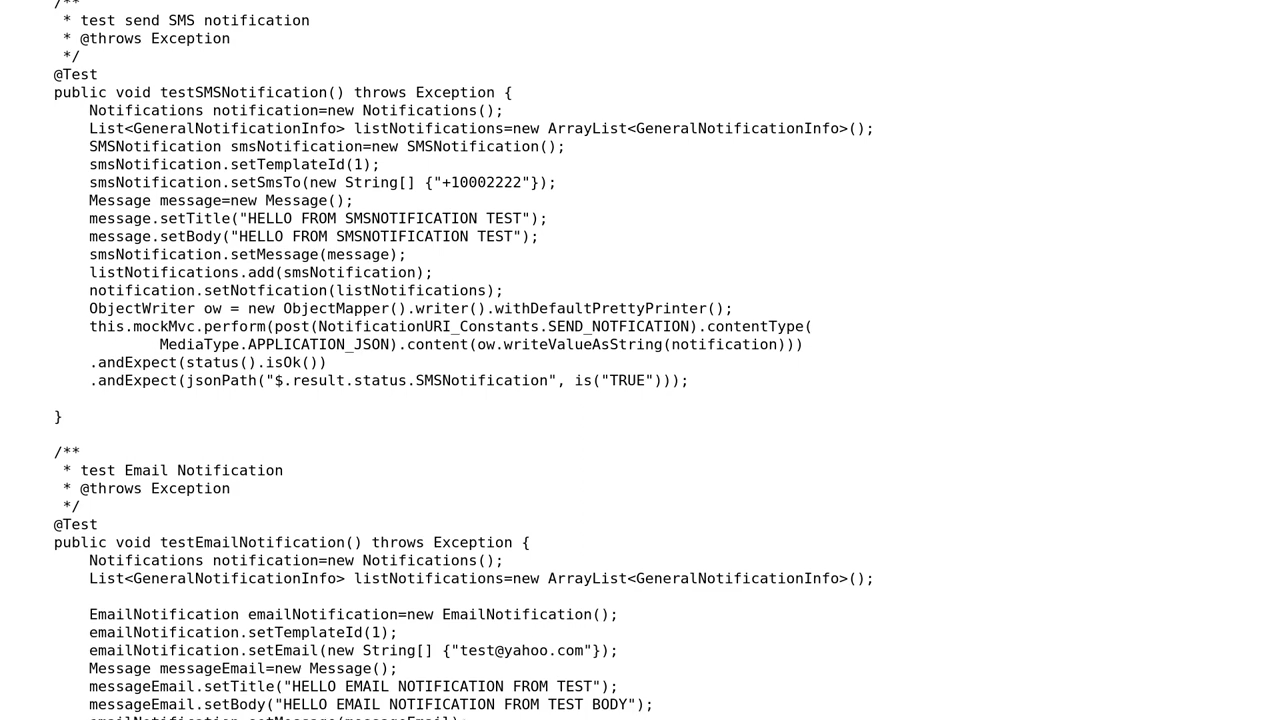 /**
 * test send SMS notification
 * @throws Exception
 */
@Test
public void testSMSNotification() throws Exception {
    Notifications notification=new Notifications();
    List<GeneralNotificationInfo> listNotifications=new ArrayList<GeneralNotificationInfo>();
    SMSNotification smsNotification=new SMSNotification();
    smsNotification.setTemplateId(1);
    smsNotification.setSmsTo(new String[] {"+10002222"});
    Message message=new Message();
    message.setTitle("HELLO FROM SMSNOTIFICATION TEST");
    message.setBody("HELLO FROM SMSNOTIFICATION TEST");
    smsNotification.setMessage(message);
    listNotifications.add(smsNotification);
    notification.setNotfication(listNotifications);
    ObjectWriter ow = new ObjectMapper().writer().withDefaultPrettyPrinter();
    this.mockMvc.perform(post(NotificationURI_Constants.SEND_NOTFICATION).contentType(
            MediaType.APPLICATION_JSON).content(ow.writeValueAsString(notification)))
    .andExpect(status().isOk())
    .andExpect(jsonPath("$.result.status.SMSNotification", is("TRUE")));

}

/**
 * test Email Notification
 * @throws Exception
 */
@Test
public void testEmailNotification() throws Exception {
    Notifications notification=new Notifications();
    List<GeneralNotificationInfo> listNotifications=new ArrayList<GeneralNotificationInfo>();

    EmailNotification emailNotification=new EmailNotification();
    emailNotification.setTemplateId(1);
    emailNotification.setEmail(new String[] {"test@yahoo.com"});
    Message messageEmail=new Message();
    messageEmail.setTitle("HELLO EMAIL NOTIFICATION FROM TEST");
    messageEmail.setBody("HELLO EMAIL NOTIFICATION FROM TEST BODY");
    emailNotification.setMessage(messageEmail);